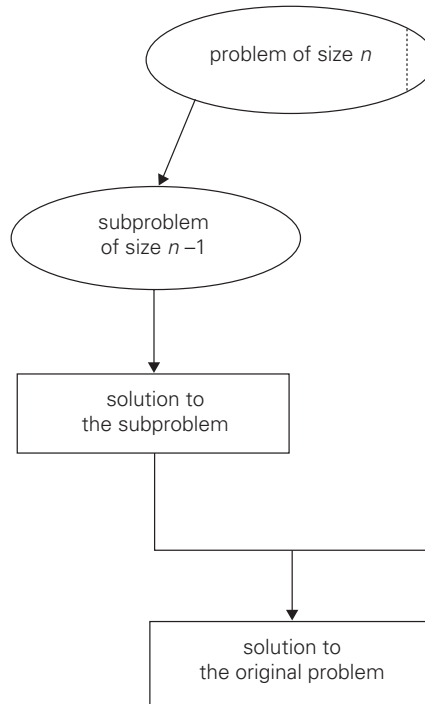 problem of size n
subproblem
of size n –1
solution to
the subproblem
solution to
the original problem